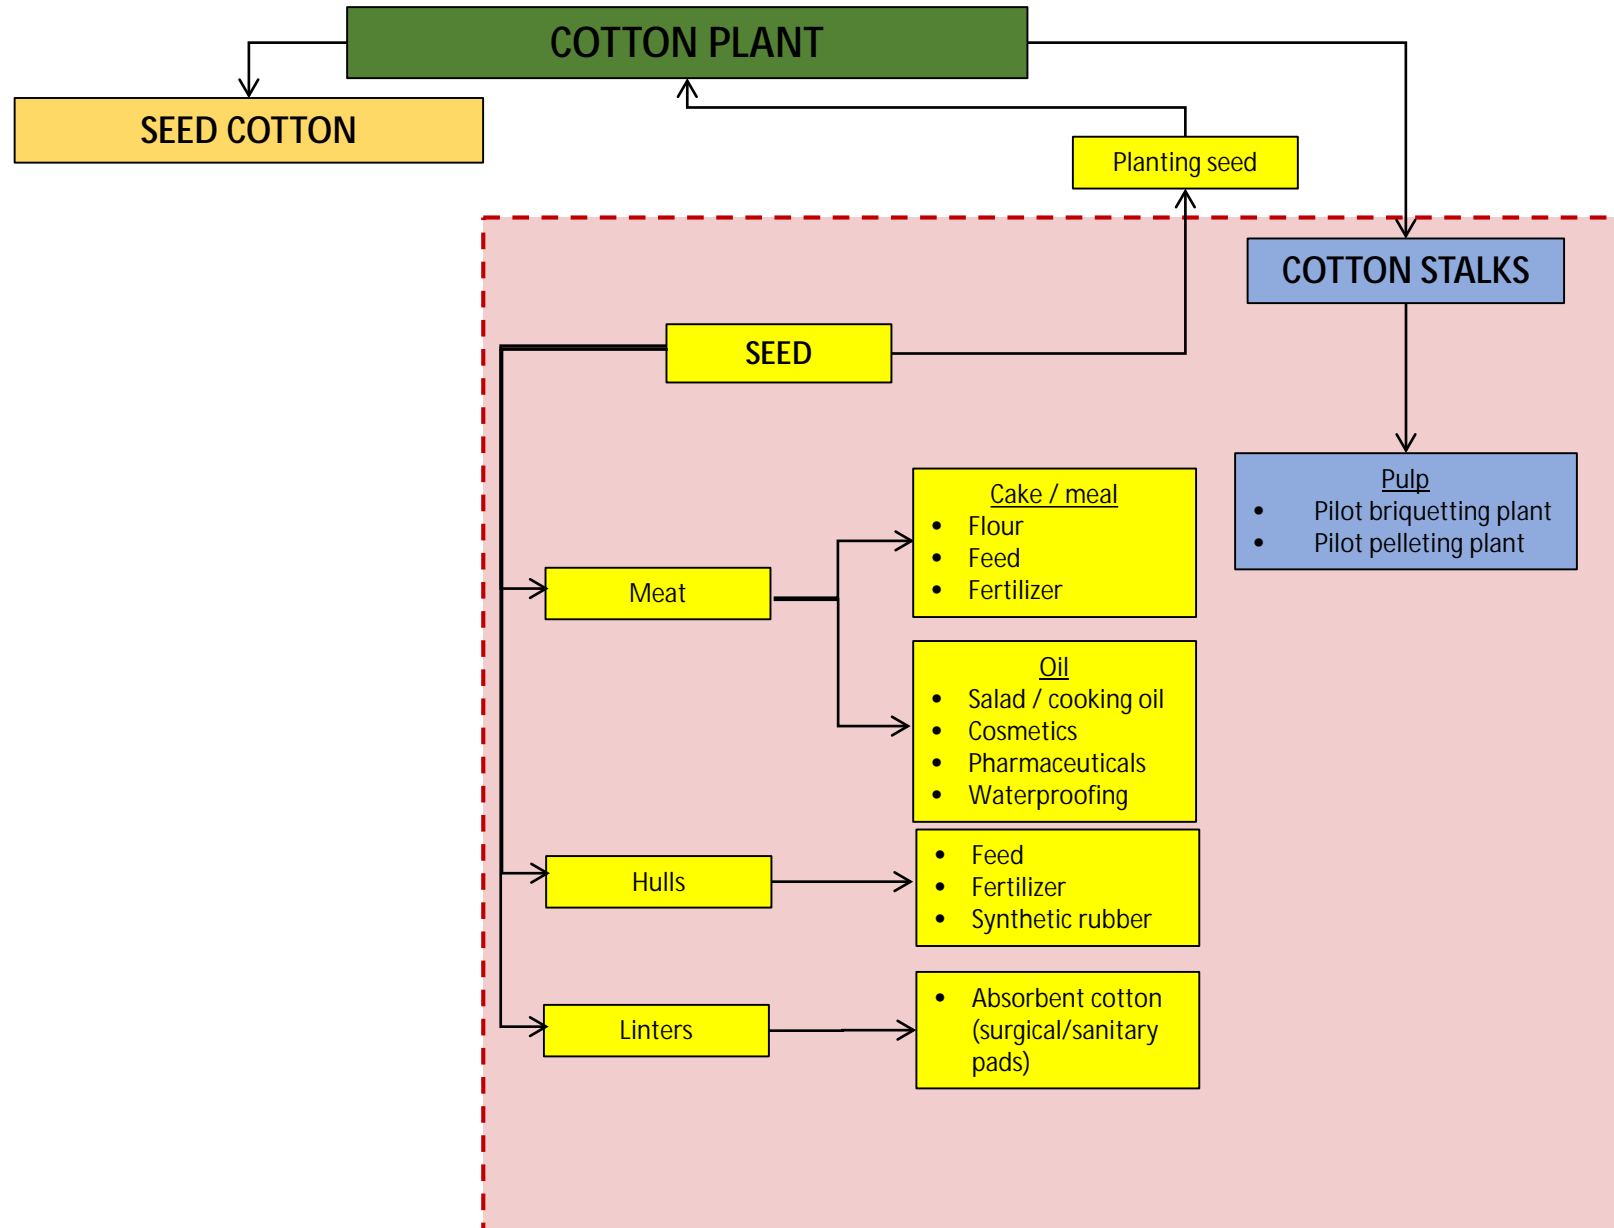 COTTON PLANT
SEED COTTON
Planting seed
COTTON STALKS
SEED
Pulp
• Pilot briquetting plant
• Pilot pelleting plant
Cake / meal
• Flour
• Feed
• Fertilizer
Meat
Oil
• Salad / cooking oil
• Cosmetics
• Pharmaceuticals
• Waterproofing
Hulls
• Feed
• Fertilizer
• Synthetic rubber
Linters
• Absorbent cotton
(surgical/sanitary
pads)